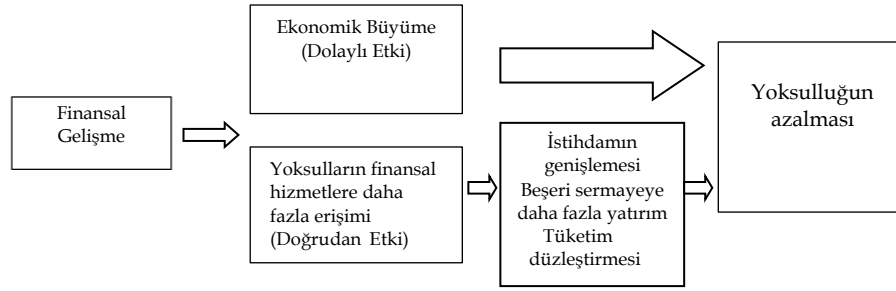 Finansal
Gelişme
Ekonomik Büyüme
(Dolaylı Etki)
Yoksulların finansal
hizmetlere daha
fazla erişimi
(Doğrudan Etki)
İstihdamın
genişlemesi
Beşeri sermayeye
daha fazla yatırım
Tüketim
düzleştirmesi
Yoksulluğun
azalması